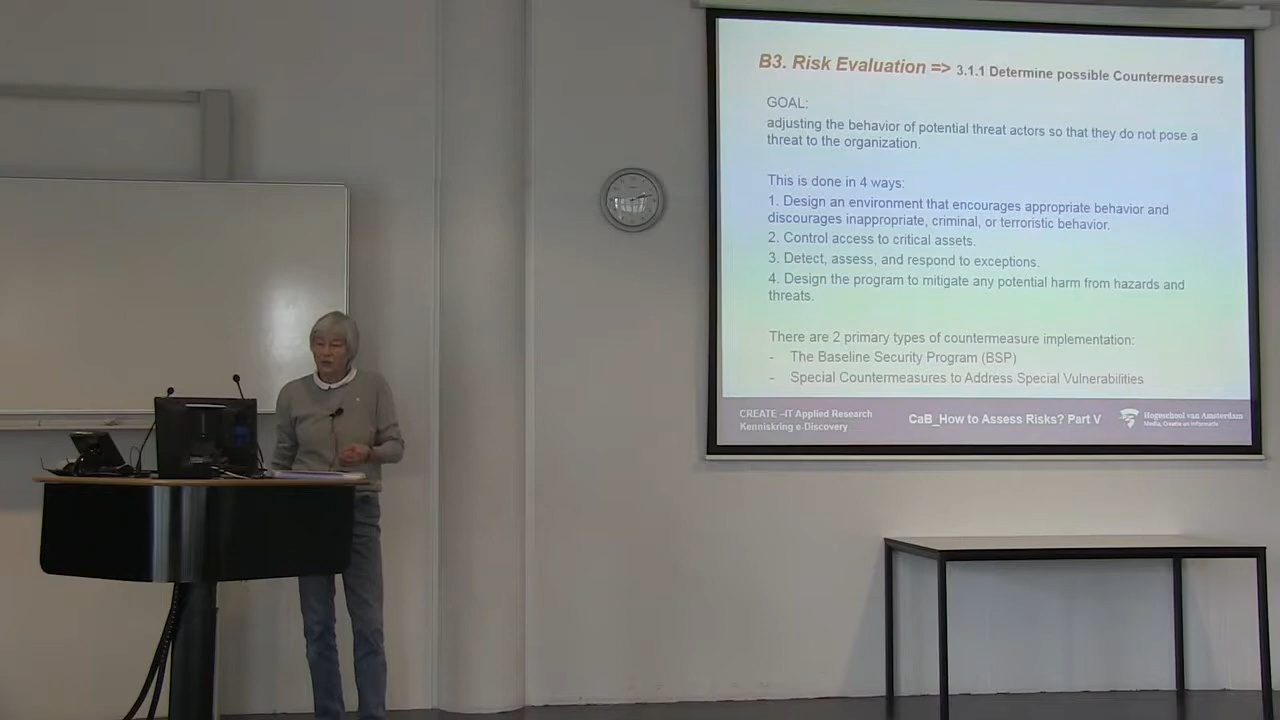 B3. Risk Evaluation => 3.1.1 Determine possible Countermeasures
GOAL:
adjusting the behavior of potential threat actors so that they do not pose a
threat to the organization.
This is done in 4 ways:
1. Design an environment that encourages appropriate behavior and
discourages inappropriate, criminal, or terroristic behavior.
2. Control access to critical assets.
3. Detect, assess, and respond to exceptions.
4. Design the program to mitigate any potential harm from hazards and
threats.
There are 2 primary types of countermeasure implementation:
- The Baseline Security Program (BSP)
- Special Countermeasures to Address Special Vulnerabilities
CREATE –IT Applied Research
Kenniskring e-Discovery
CaB_How to Assess Risks? Part V
Hogeschool van Amsterdam
Media, Creatie en Informatie